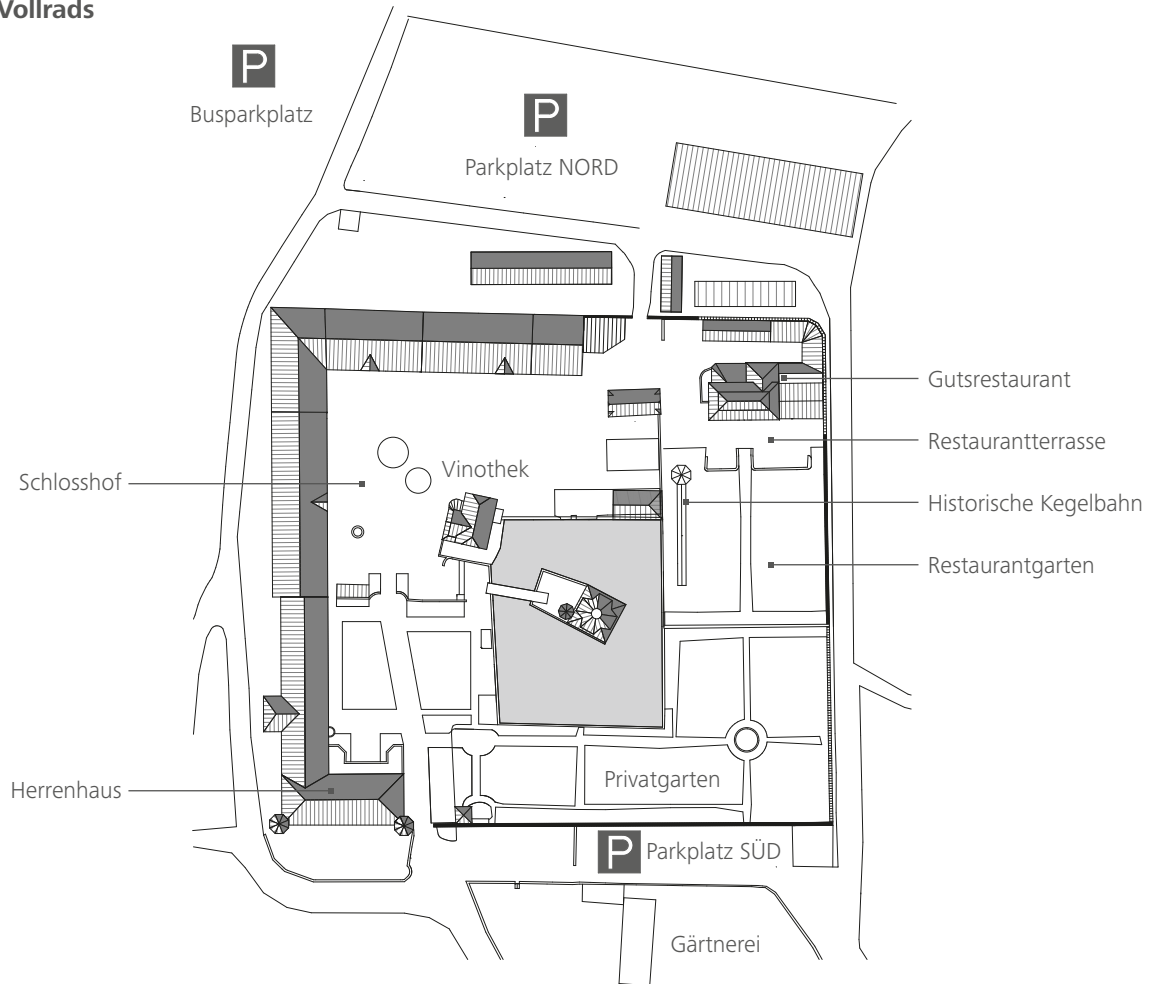 Vollrads
P
Busparkplatz
P
Parkplatz NORD
Gutsrestaurant
Restaurantterrasse
Schlosshof
Vinothek
Historische Kegelbahn
Restaurantgarten
Herrenhaus
Privatgarten
P Parkplatz SÜD
Gärtnerei